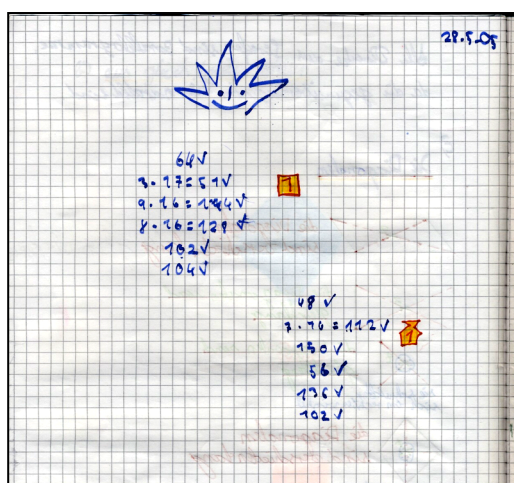 28.5.05
64 √
3 · 17 = 51 √
9 · 16 = 144 √
8 · 16 = 128 √
102 √
104 √
1
48 √
7 · 16 = 112 √
150 √
56 √
136 √
102 √
1